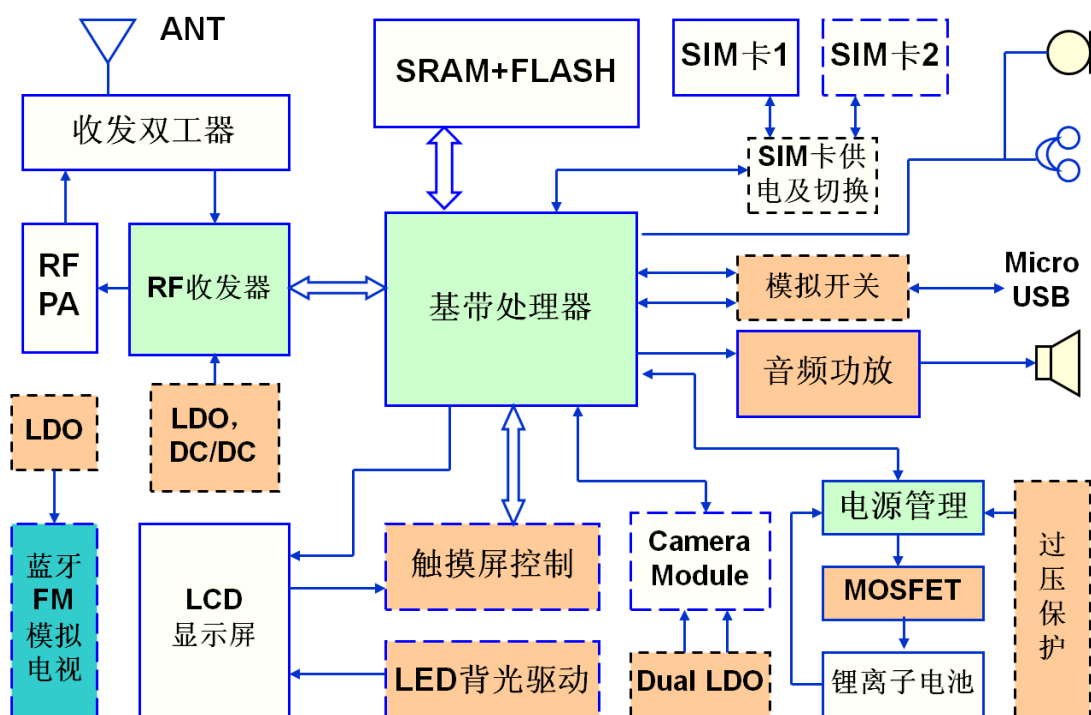 ANT
SRAM+FLASH
SIM卡1
SIM卡2
收发双工器
SIM卡供
电及切换
RF
PA
RF收发器
基带处理器
模拟开关
Micro
USB
音频功放
LDO
LDO,
DC/DC
电源管理
过
压
保
护
蓝牙
FM
模拟
电视
LCD
显示屏
触摸屏控制
Camera
Module
MOSFET
LED背光驱动
Dual LDO
锂离子电池